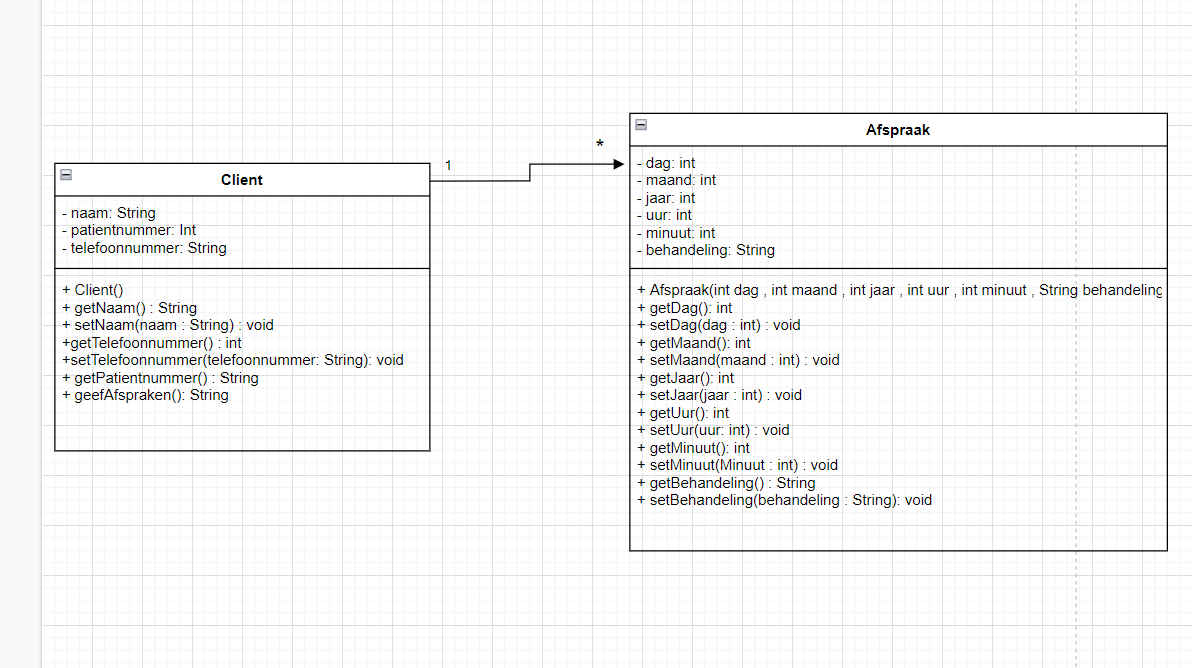 Client
- naam: String
- patientnummer: Int
- telefoonnummer: String
+ Client()
+ getNaam() : String
+ setNaam(naam : String) : void
+getTelefoonnummer() : int
+setTelefoonnummer(telefoonnummer: String): void
+ getPatientnummer() : String
+ geefAfspraken(): String
1
*
Afspraak
- dag: int
- maand: int
- jaar: int
- uur: int
- minuut: int
- behandeling: String
+ Afspraak(int dag , int maand , int jaar , int uur , int minuut , String behandeling
+ getDag(): int
+ setDag(dag : int) : void
+ getMaand(): int
+ setMaand(maand : int) : void
+ getJaar(): int
+ setJaar(jaar : int) : void
+ getUur(): int
+ setUur(uur: int) : void
+ getMinuut(): int
+ setMinuut(Minuut : int) : void
+ getBehandeling() : String
+ setBehandeling(behandeling : String): void